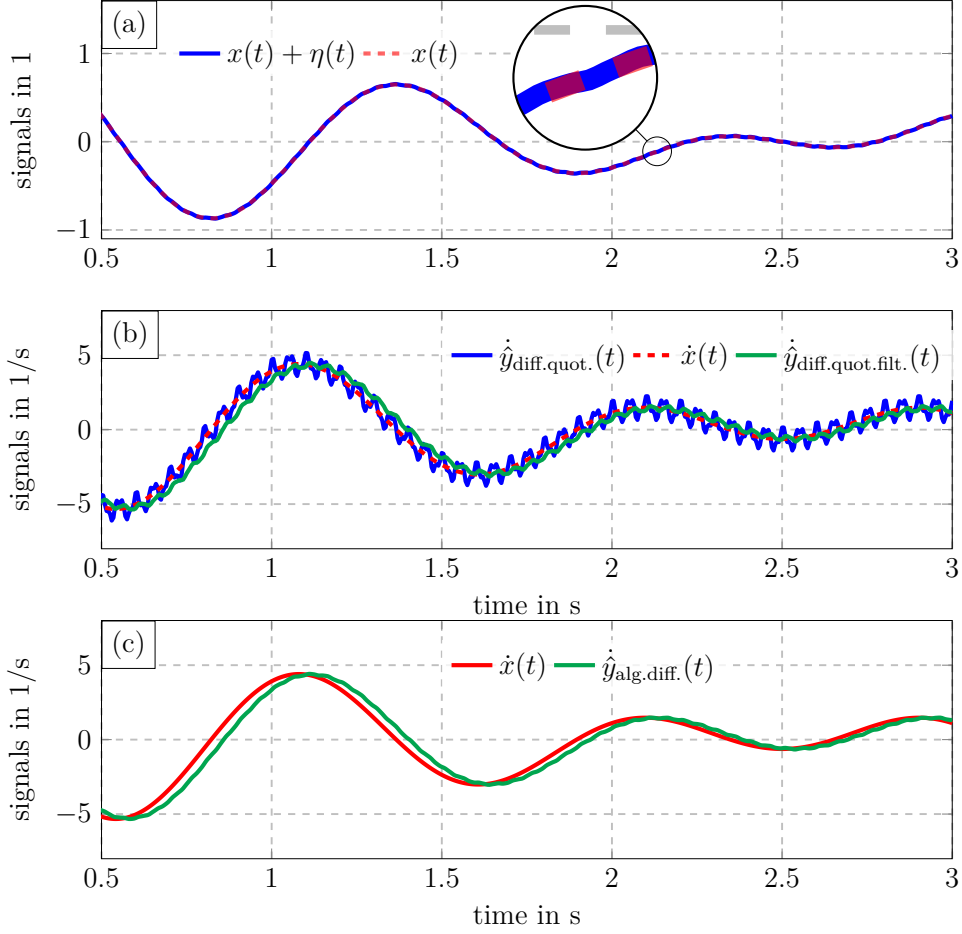 (a)
x(t) + η(t) x(t)
signals in 1
1
0
−1
0.5 1 1.5 2 2.5 3
(b)
ŷ̇diff.quot.(t) ẋ(t) ŷ̇diff.quot.filt.(t)
signals in 1/s
5
0
−5
0.5 1 1.5 2 2.5 3
time in s
(c)
ẋ(t) ŷ̇alg.diff.(t)
signals in 1/s
5
0
−5
0.5 1 1.5 2 2.5 3
time in s